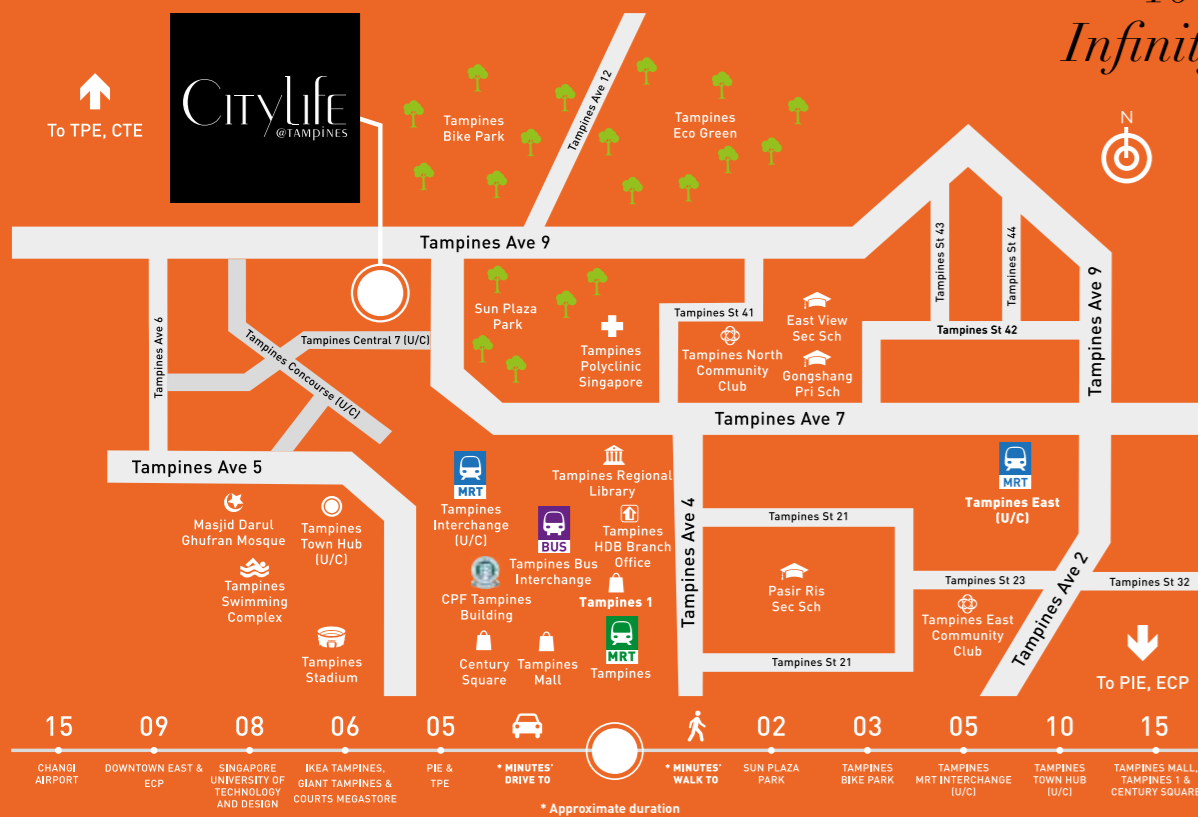 Infinity
CITYLIFE
@TAMPINES
To TPE, CTE
Tampines
Bike Park
Tampines Ave 12
Tampines
Eco Green
N
Tampines Ave 9
Tampines St 43
Tampines St 44
Tampines Ave 9
Tampines Ave 6
Tampines Central 7 (U/C)
Tampines Concourse (U/C)
Sun Plaza
Park
Tampines
Polyclinic
Singapore
Tampines St 41
Tampines North
Community
Club
East View
Sec Sch
Gongshang
Pri Sch
Tampines St 42
Tampines Ave 7
Tampines Ave 5
Masjid Darul
Ghufran Mosque
Tampines
Town Hub
(U/C)
Tampines
Swimming
Complex
Tampines
Stadium
MRT
Tampines
Interchange
(U/C)
BUS
Tampines Bus
Interchange
Tampines Regional
Library
Tampines
HDB Branch
Office
CPF Tampines
Building
Tampines 1
Century
Square
Tampines
Mall
MRT
Tampines
Tampines Ave 4
Tampines St 21
Pasir Ris
Sec Sch
Tampines St 21
MRT
Tampines East
(U/C)
Tampines St 23
Tampines East
Community
Club
Tampines Ave 2
Tampines St 32
To PIE, ECP
15
CHANGI
AIRPORT
09
DOWNTOWN EAST &
ECP
08
SINGAPORE
UNIVERSITY OF
TECHNOLOGY
AND DESIGN
06
IKEA TAMPINES,
GIANT TAMPINES &
COURTS MEGASTORE
05
PIE &
TPE
* MINUTES'
DRIVE TO
* MINUTES'
WALK TO
02
SUN PLAZA
PARK
03
TAMPINES
BIKE PARK
05
TAMPINES
MRT INTERCHANGE
(U/C)
10
TAMPINES
TOWN HUB
(U/C)
15
TAMPINES MALL,
TAMPINES 1 &
CENTURY SQUARE
* Approximate duration